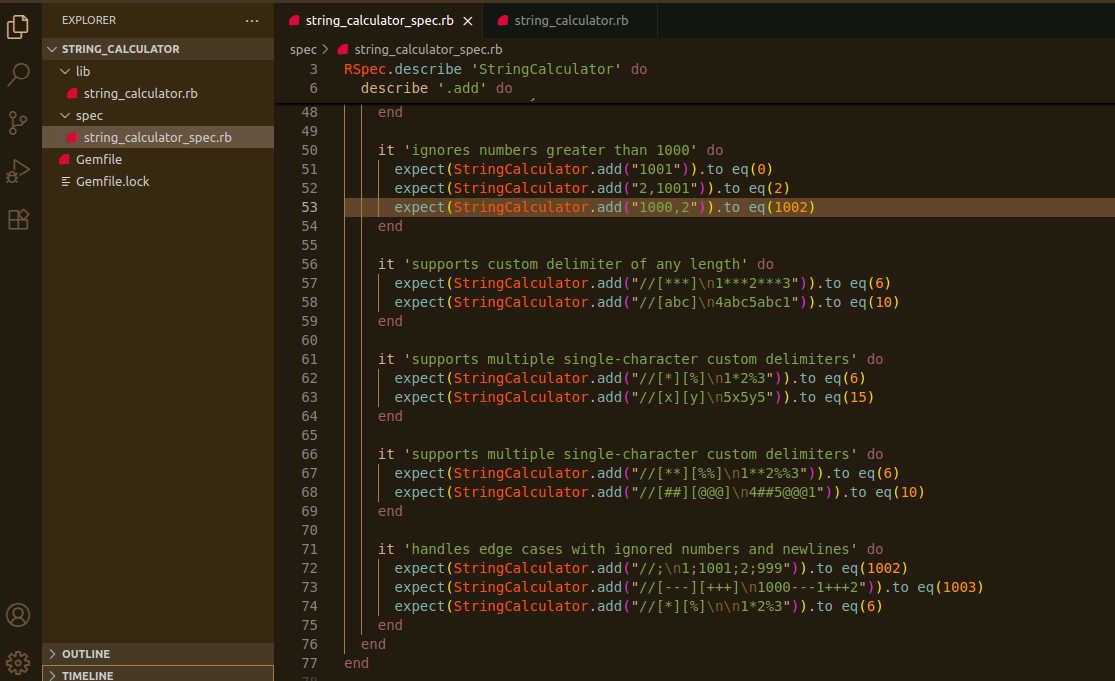 EXPLORER
STRING_CALCULATOR
lib
string_calculator.rb
spec
string_calculator_spec.rb
Gemfile
Gemfile.lock
OUTLINE
TIMELINE
string_calculator_spec.rb
string_calculator.rb
spec > string_calculator_spec.rb
3 RSpec.describe 'StringCalculator' do
6 describe '.add' do
48 end
49
50 it 'ignores numbers greater than 1000' do
51 expect(StringCalculator.add("1001")).to eq(0)
52 expect(StringCalculator.add("2,1001")).to eq(2)
53 expect(StringCalculator.add("1000,2")).to eq(1002)
54 end
55
56 it 'supports custom delimiter of any length' do
57 expect(StringCalculator.add("//[***]\n1***2***3")).to eq(6)
58 expect(StringCalculator.add("//[abc]\n4abc5abc1")).to eq(10)
59 end
60
61 it 'supports multiple single-character custom delimiters' do
62 expect(StringCalculator.add("//[*][%]\n1*2%3")).to eq(6)
63 expect(StringCalculator.add("//[x][y]\n5x5y5")).to eq(15)
64 end
65
66 it 'supports multiple single-character custom delimiters' do
67 expect(StringCalculator.add("//[**][%%]\n1**2%%3")).to eq(6)
68 expect(StringCalculator.add("//[##][@@@]\n4##5@@@1")).to eq(10)
69 end
70
71 it 'handles edge cases with ignored numbers and newlines' do
72 expect(StringCalculator.add("//;\n1;1001;2;999")).to eq(1002)
73 expect(StringCalculator.add("//[---][+++]\n1000---1+++2")).to eq(1003)
74 expect(StringCalculator.add("//[*][%]\n\n1*2%3")).to eq(6)
75 end
76 end
77 end